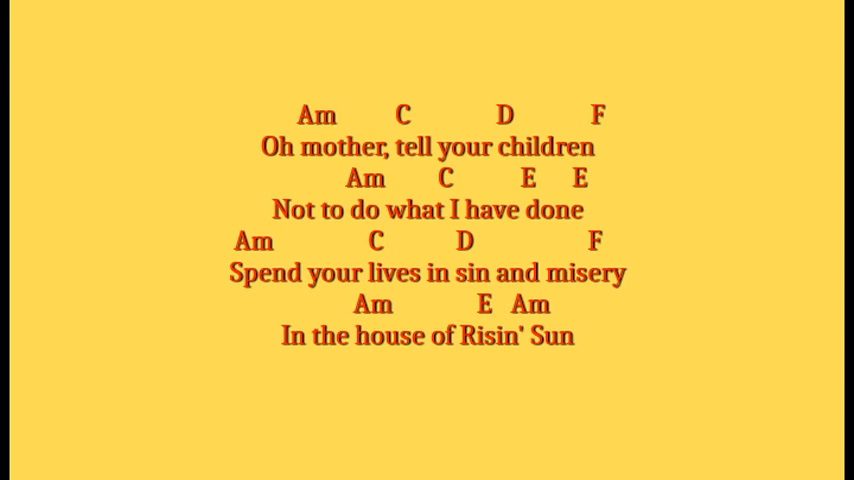 Am C D F
Oh mother, tell your children
Am C E E
Not to do what I have done
Am C D F
Spend your lives in sin and misery
Am E Am
In the house of Risin' Sun